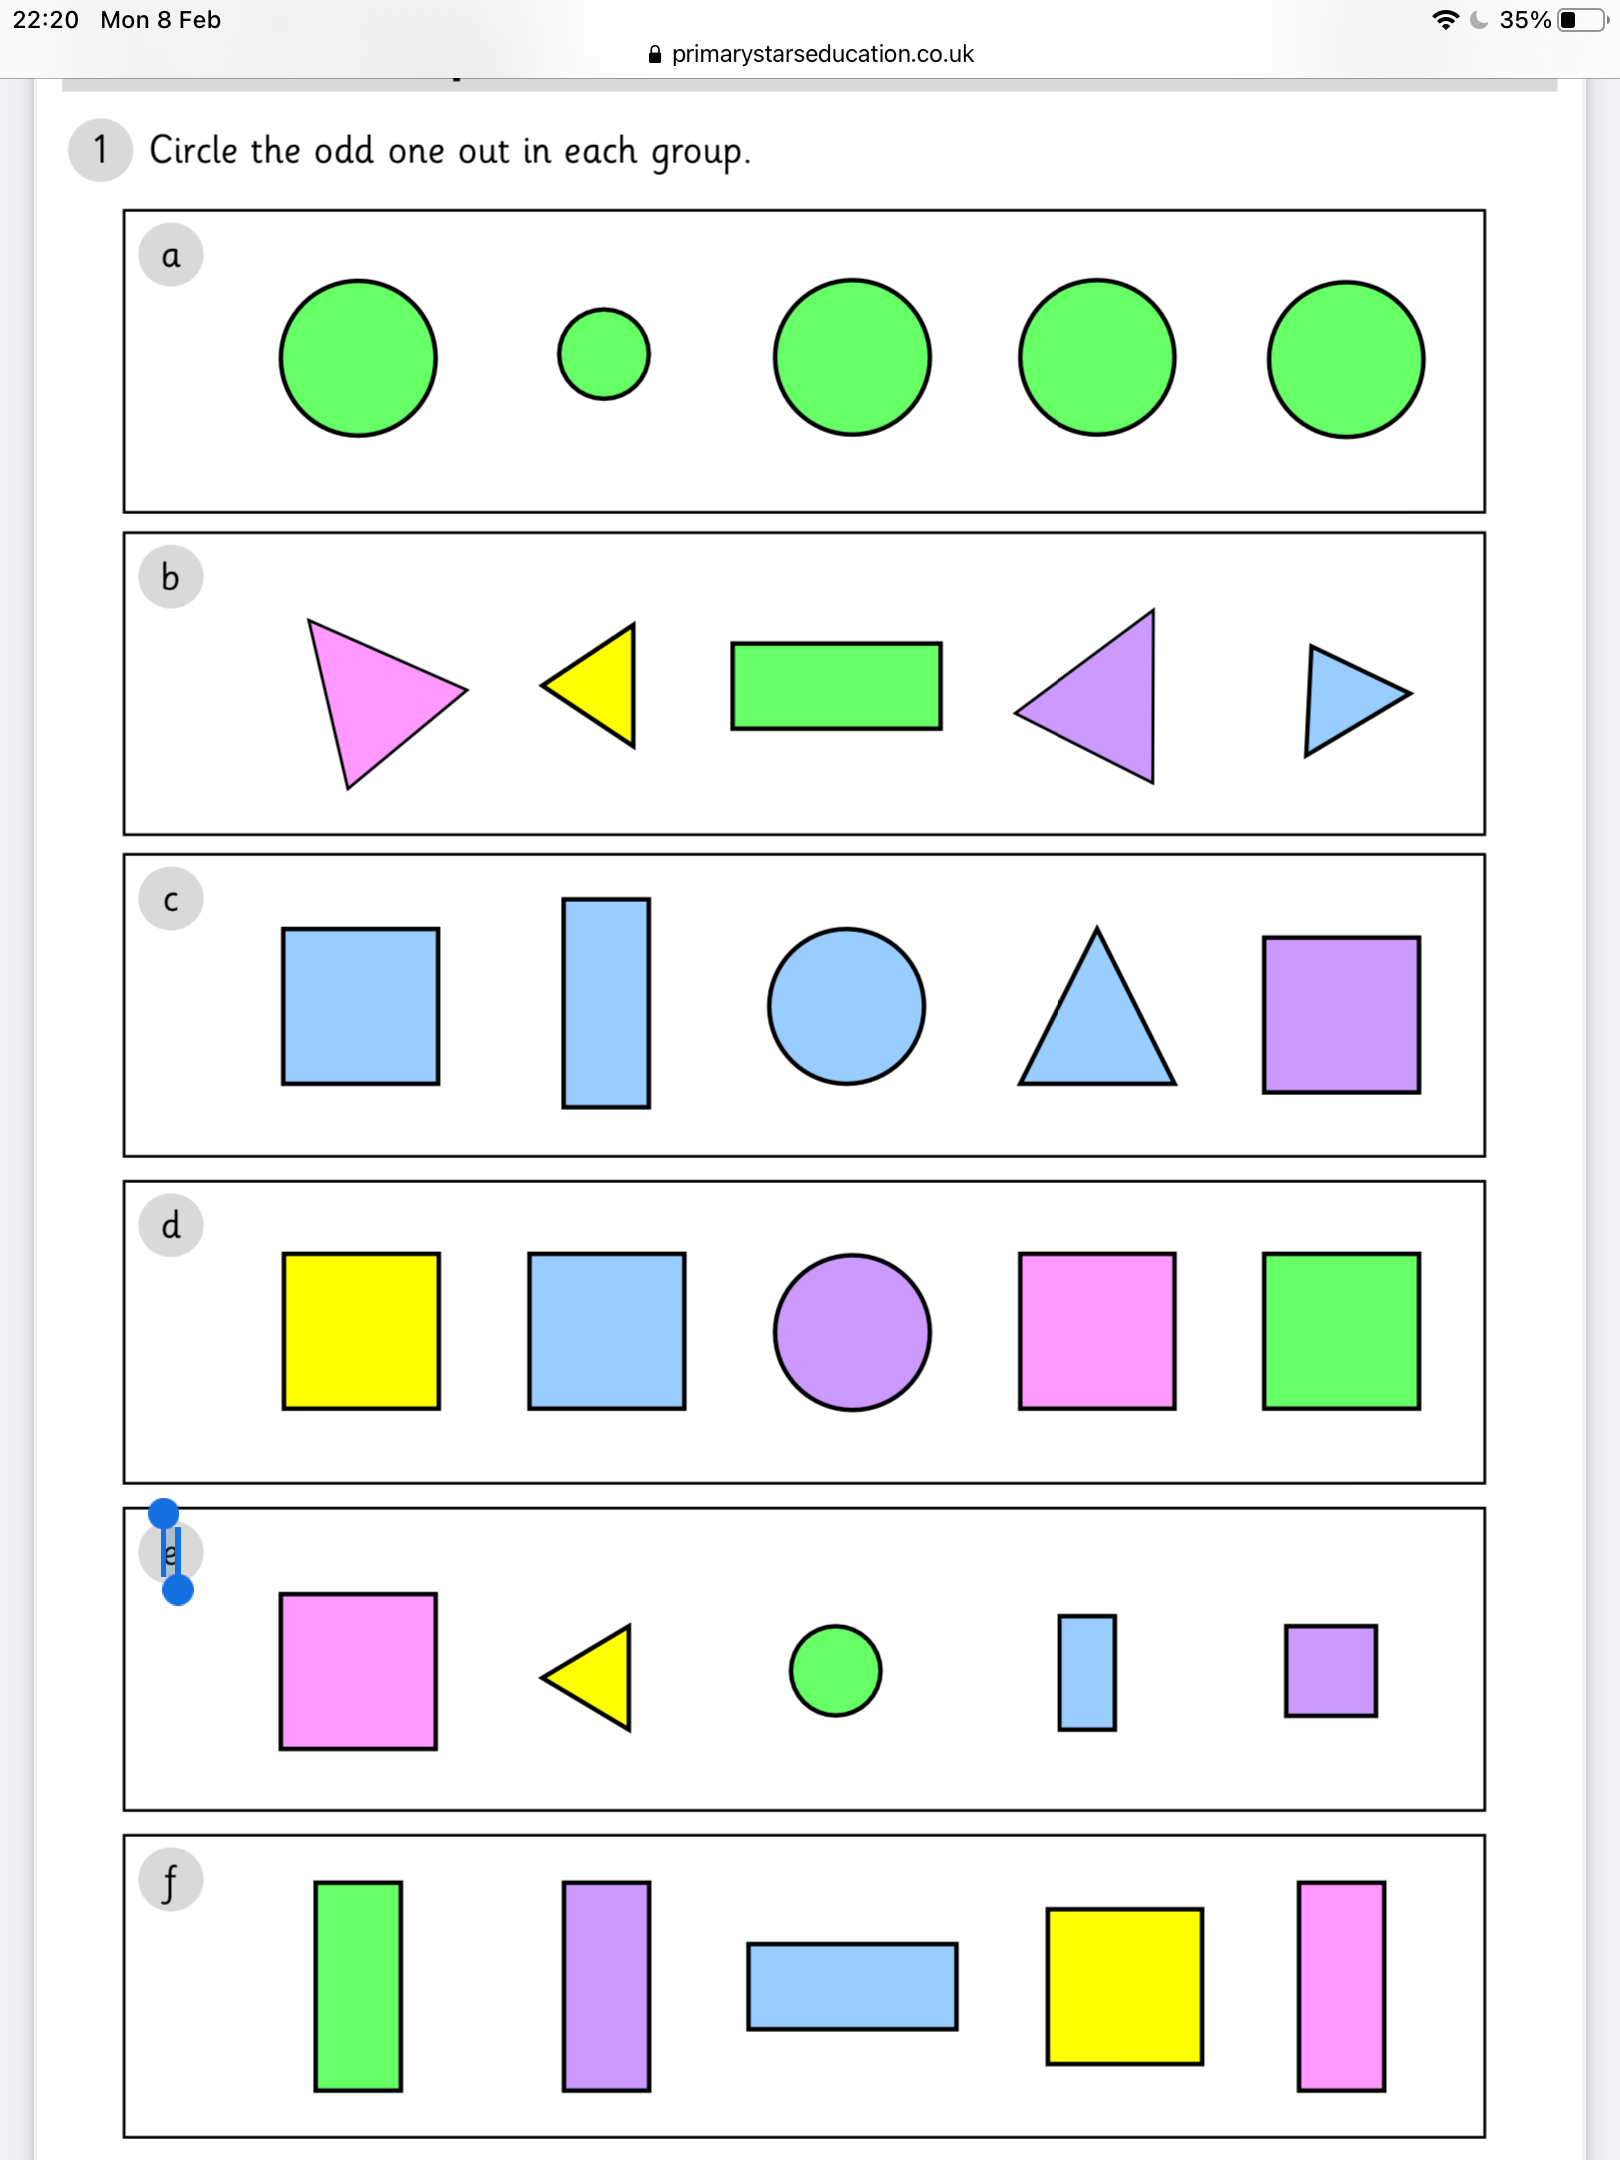 22:20 Mon 8 Feb 35%
primarystarseducation.co.uk
1 Circle the odd one out in each group.
a
b
c
d
e
f